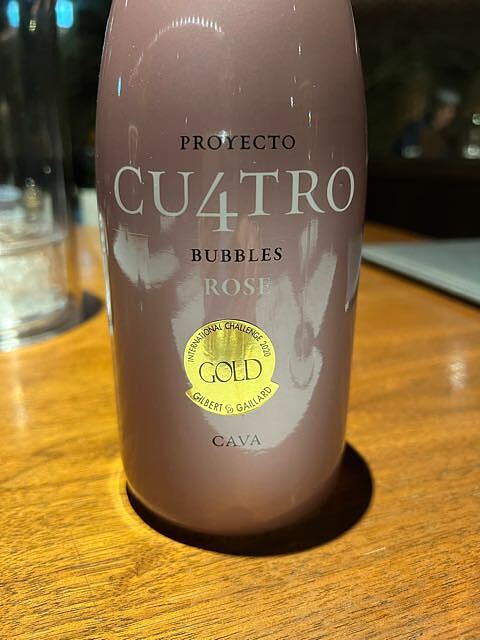 PROYECTO
CU4TRO
BUBBLES
ROSE
INTERNATIONAL CHALLENGE 2020
GOLD
GILBERT & GAILLARD
CAVA